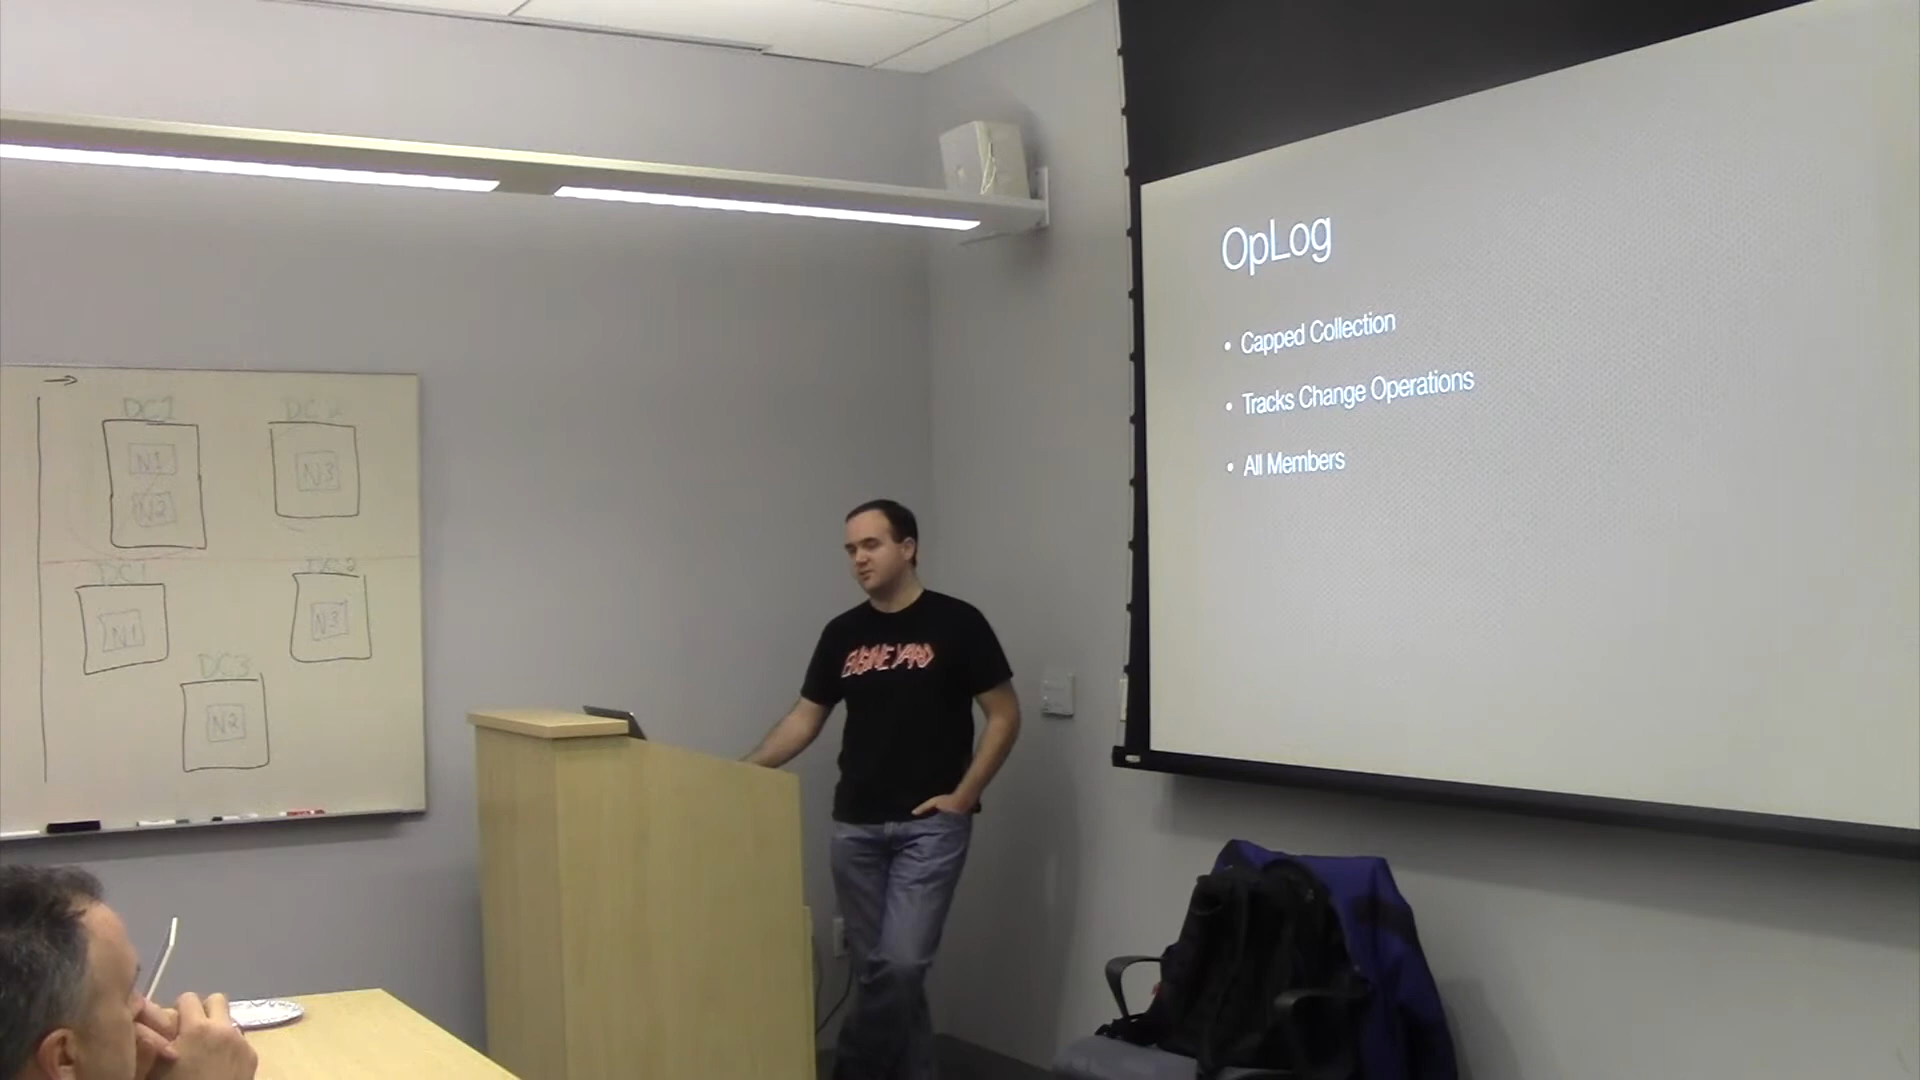 OpLog
• Capped Collection
• Tracks Change Operations
• All Members
ENGINE YARD
DC1
DC2
N1
N3
N2
DC1
DC2
N1
N3
DC3
N2